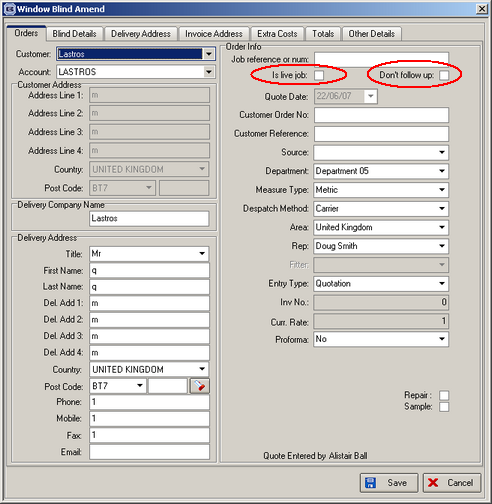 Window Blind Amend
Orders Blind Details Delivery Address Invoice Address Extra Costs Totals Other Details
Customer: Lastros
Account: LASTROS
Customer Address
Address Line 1: m
Address Line 2: m
Address Line 3: m
Address Line 4: m
Country: UNITED KINGDOM
Post Code: BT7
Delivery Company Name
Lastros
Delivery Address
Title: Mr
First Name: q
Last Name: q
Del. Add 1: m
Del. Add 2: m
Del. Add 3: m
Del. Add 4: m
Country: UNITED KINGDOM
Post Code: BT7
Phone: 1
Mobile: 1
Fax: 1
Email:
Order Info
Job reference or num:
Is live job: Don't follow up:
Quote Date: 22/06/07
Customer Order No:
Customer Reference:
Source:
Department: Department 05
Measure Type: Metric
Despatch Method: Carrier
Area: United Kingdom
Rep: Doug Smith
Fitter:
Entry Type: Quotation
Inv No.: 0
Curr. Rate: 1
Proforma: No
Repair :
Sample:
Quote Entered by Alistair Ball
Save Cancel